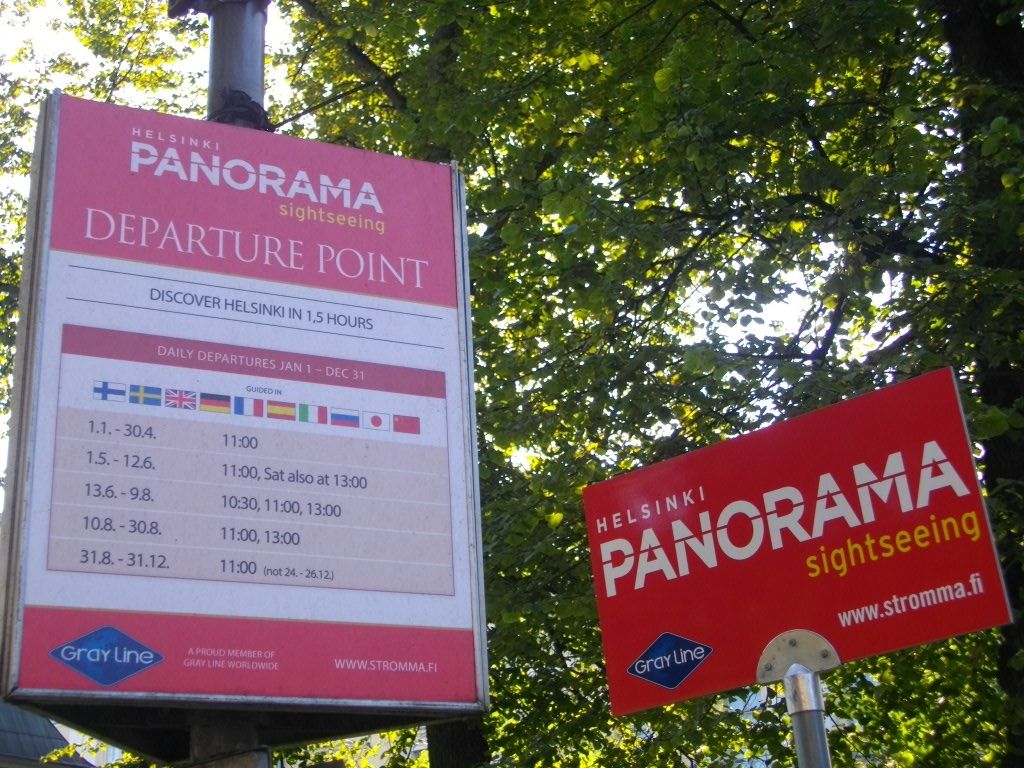 HELSINKI
PANORAMA
sightseeing
DEPARTURE POINT
DISCOVER HELSINKI IN 1,5 HOURS
DAILY DEPARTURES JAN 1 – DEC 31
GUIDED IN
1.1. - 30.4. 11:00
1.5. - 12.6. 11:00, Sat also at 13:00
13.6. - 9.8. 10:30, 11:00, 13:00
10.8. - 30.8. 11:00, 13:00
31.8. - 31.12. 11:00 (not 24. - 26.12.)
GRAY LINE
A PROUD MEMBER OF
GRAY LINE WORLDWIDE
WWW.STROMMA.FI
HELSINKI
PANORAMA
sightseeing
www.stromma.fi
GRAY LINE